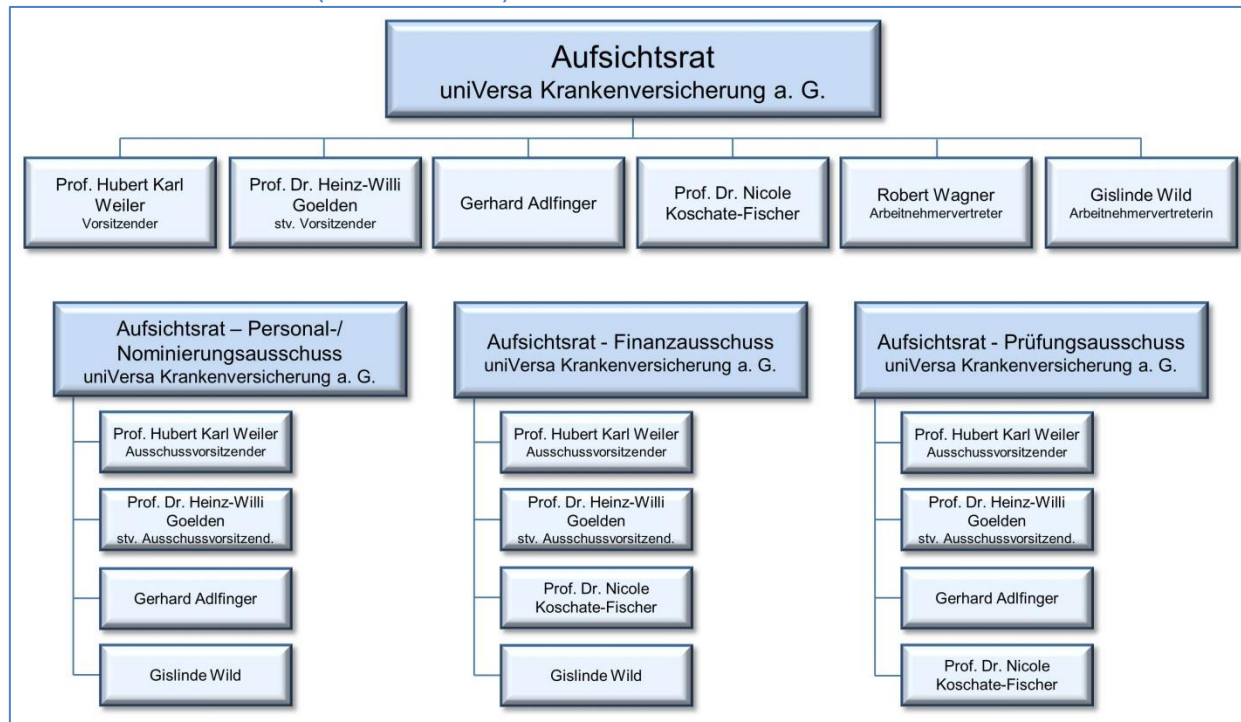 Aufsichtsrat
uniVersa Krankenversicherung a. G.
Prof. Hubert Karl
Weiler
Vorsitzender
Prof. Dr. Heinz-Willi
Goelden
stv. Vorsitzender
Gerhard Adlfinger
Prof. Dr. Nicole
Koschate-Fischer
Robert Wagner
Arbeitnehmervertreter
Gislinde Wild
Arbeitnehmervertreterin
Aufsichtsrat – Personal-/
Nominierungsausschuss
uniVersa Krankenversicherung a. G.
Prof. Hubert Karl Weiler
Ausschussvorsitzender
Prof. Dr. Heinz-Willi
Goelden
stv. Ausschussvorsitzend.
Gerhard Adlfinger
Gislinde Wild
Aufsichtsrat - Finanzausschuss
uniVersa Krankenversicherung a. G.
Prof. Hubert Karl Weiler
Ausschussvorsitzender
Prof. Dr. Heinz-Willi
Goelden
stv. Ausschussvorsitzend.
Prof. Dr. Nicole
Koschate-Fischer
Gislinde Wild
Aufsichtsrat - Prüfungsausschuss
uniVersa Krankenversicherung a. G.
Prof. Hubert Karl Weiler
Ausschussvorsitzender
Prof. Dr. Heinz-Willi
Goelden
stv. Ausschussvorsitzend.
Gerhard Adlfinger
Prof. Dr. Nicole
Koschate-Fischer